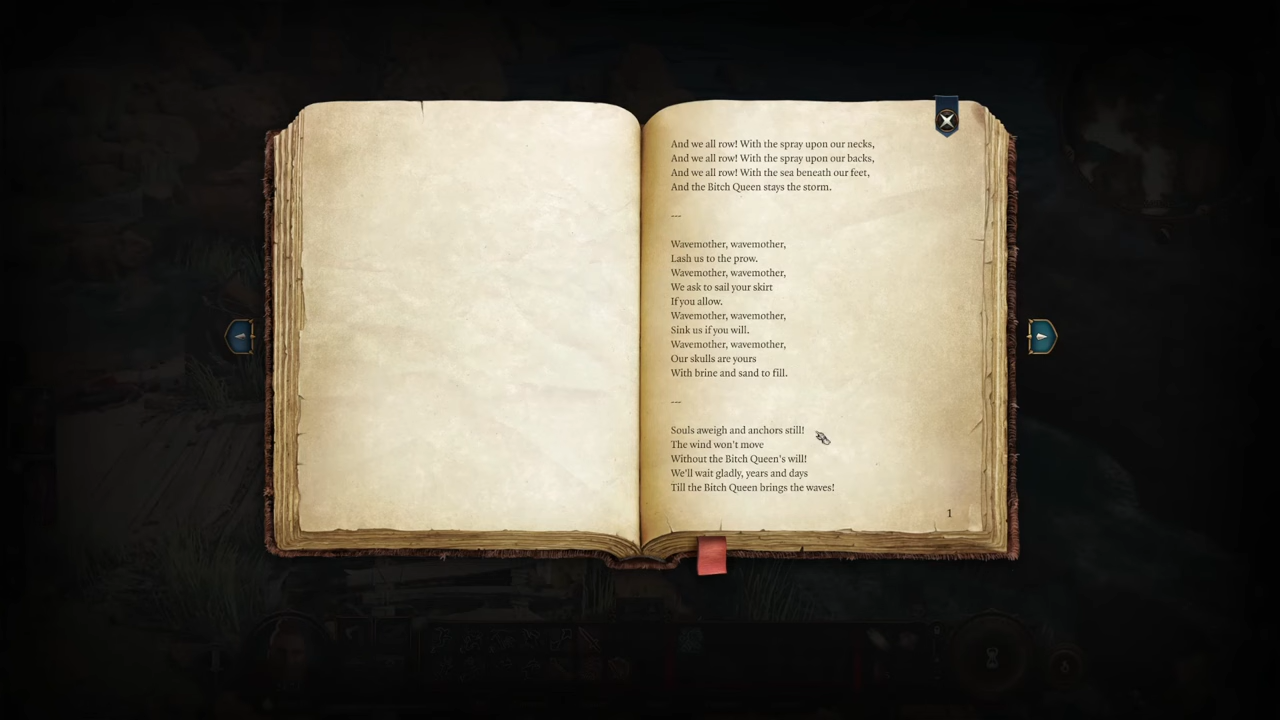 And we all row! With the spray upon our necks,
And we all row! With the spray upon our backs,
And we all row! With the sea beneath our feet,
And the Bitch Queen stays the storm.
---
Wavemother, wavemother,
Lash us to the prow.
Wavemother, wavemother,
We ask to sail your skirt
If you allow.
Wavemother, wavemother,
Sink us if you will.
Wavemother, wavemother,
Our skulls are yours
With brine and sand to fill.
---
Souls aweigh and anchors still!
The wind won't move
Without the Bitch Queen's will!
We'll wait gladly, years and days
Till the Bitch Queen brings the waves!
1